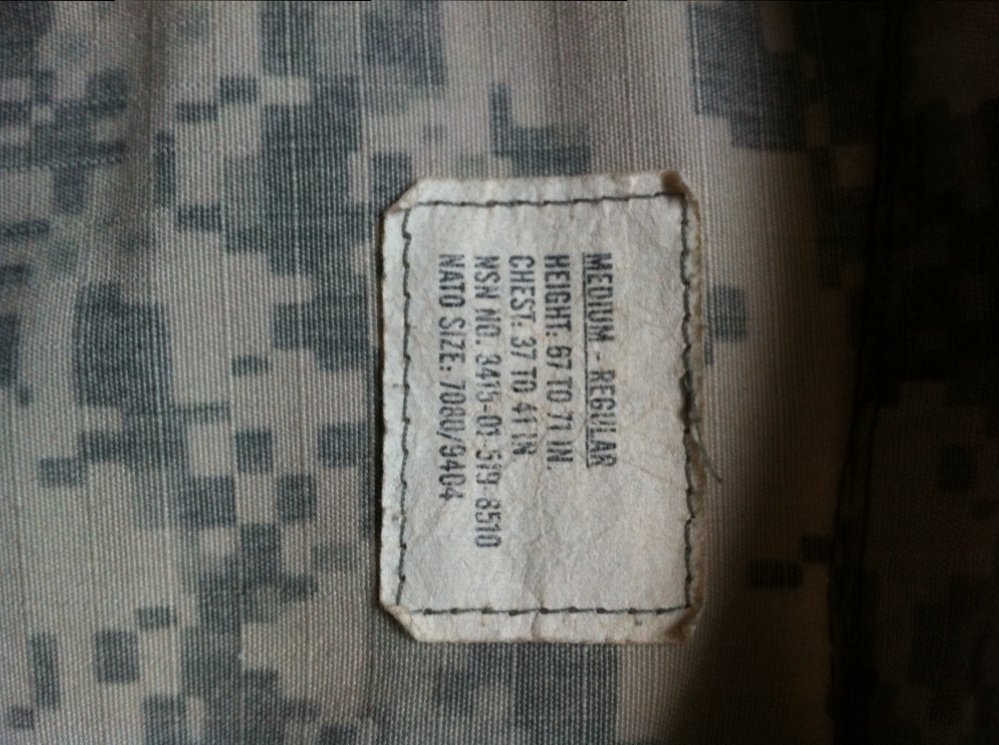 MEDIUM - REGULAR
HEIGHT: 67 TO 71 IN.
CHEST: 37 TO 41 IN
NSN NO. 8415-01-519-8510
NATO SIZE: 7080/9404